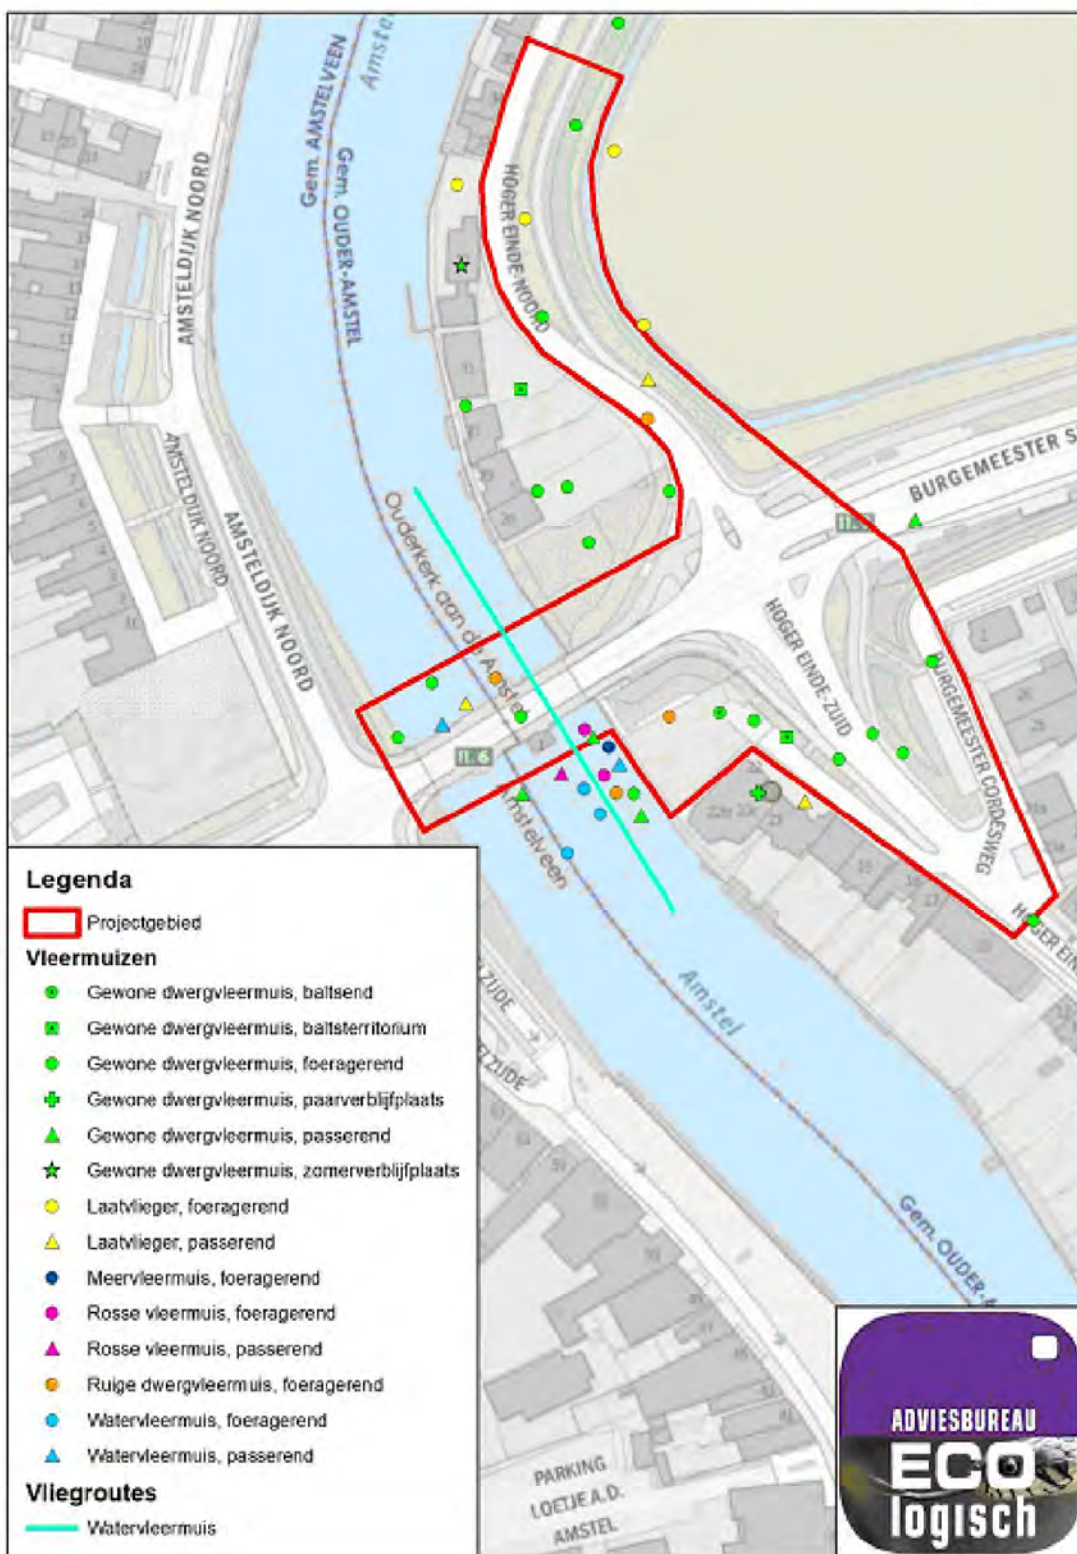 Amstel
Gem. AMSTELVEEN
Gem. OUDER-AMSTEL
AMSTELDIJK NOORD
HOGER EINDE-NOORD
BURGEMEESTER S
AMSTELDIJK NOORD
AMSTELDIJK NOORD
Ouderkerk aan de Amstel
HOGER EINDE-ZUID
BURGEMEESTER CORDESWEG
Amstelveen
HOGER EIN
Amstel
ZIJDE
ELZIJDE
Gem. OUDER-A
PARKING
LOETJE A.D.
AMSTEL
Legenda
Projectgebied
Vleermuizen
Gewone dwergvleermuis, baltsend
Gewone dwergvleermuis, baltsterritorium
Gewone dwergvleermuis, foeragerend
Gewone dwergvleermuis, paarverblijfplaats
Gewone dwergvleermuis, passerend
Gewone dwergvleermuis, zomerverblijfplaats
Laatvlieger, foeragerend
Laatvlieger, passerend
Meervleermuis, foeragerend
Rosse vleermuis, foeragerend
Rosse vleermuis, passerend
Ruige dwergvleermuis, foeragerend
Watervleermuis, foeragerend
Watervleermuis, passerend
Vliegroutes
Watervleermuis
ADVIESBUREAU
ECO
logisch